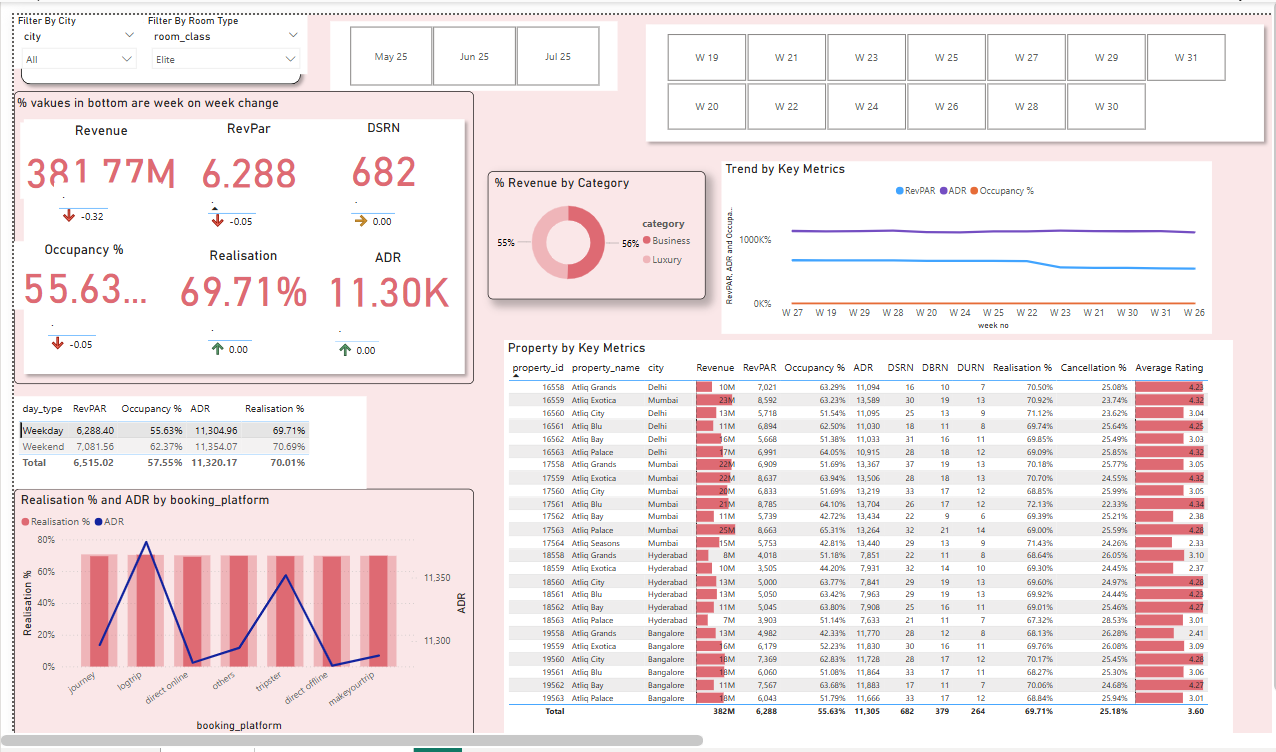 Filter By City
city
All
Filter By Room Type
room_class
Elite
May 25 Jun 25 Jul 25
W 19 W 21 W 23 W 25 W 27 W 29 W 31
W 20 W 22 W 24 W 26 W 28 W 30
% vakues in bottom are week on week change
Revenue RevPar DSRN
381.77M 6.288 682
-0.32 -0.05 0.00
Occupancy % Realisation ADR
55.63... 69.71% 11.30K
-0.05 0.00 0.00
% Revenue by Category
55% 56%
category
Business
Luxury
Trend by Key Metrics
RevPAR ADR Occupancy %
RevPAR, ADR and Occupa..
1000K%
0K%
W 27 W 19 W 29 W 28 W 20 W 24 W 25 W 22 W 23 W 21 W 30 W 31 W 26
week no
day_type RevPAR Occupancy % ADR Realisation %
Weekday 6,288.40 55.63% 11,304.96 69.71%
Weekend 7,081.56 62.37% 11,354.07 70.69%
Total 6,515.02 57.55% 11,320.17 70.01%
Realisation % and ADR by booking_platform
Realisation % ADR
Realisation %
80%
60%
40%
20%
0%
11,350
11,300
ADR
journey logtrip direct online others tripster direct offline makeyourtrip
booking_platform
Property by Key Metrics
property_id property_name city Revenue RevPAR Occupancy % ADR DSRN DBRN DURN Realisation % Cancellation % Average Rating
16558 Atliq Grands Delhi 10M 7,021 63.29% 11,094 16 10 7 70.50% 25.08% 4.23
16559 Atliq Exotica Mumbai 23M 8,592 63.23% 13,589 30 19 13 70.92% 23.74% 4.32
16560 Atliq City Delhi 13M 5,718 51.54% 11,095 25 13 9 71.12% 23.62% 3.04
16561 Atliq Blu Delhi 11M 6,894 62.50% 11,030 18 11 8 69.74% 25.64% 4.25
16562 Atliq Bay Delhi 16M 5,668 51.38% 11,033 31 16 11 69.85% 25.49% 3.03
16563 Atliq Palace Delhi 17M 6,991 64.05% 10,915 28 18 12 69.09% 25.85% 4.32
17558 Atliq Grands Mumbai 22M 6,909 51.69% 13,367 37 19 13 70.18% 25.77% 3.05
17559 Atliq Exotica Mumbai 22M 8,637 63.94% 13,506 28 18 13 70.70% 24.55% 4.32
17560 Atliq City Mumbai 20M 6,833 51.69% 13,219 33 17 12 68.85% 25.99% 3.05
17561 Atliq Blu Mumbai 21M 8,785 64.10% 13,704 26 17 12 72.13% 22.33% 4.34
17562 Atliq Bay Mumbai 11M 5,739 42.72% 13,434 22 9 6 69.39% 25.21% 2.38
17563 Atliq Palace Mumbai 25M 8,663 65.31% 13,264 32 21 14 69.00% 25.59% 4.28
17564 Atliq Seasons Mumbai 15M 5,753 42.81% 13,440 29 13 9 71.43% 24.26% 2.33
18558 Atliq Grands Hyderabad 8M 4,018 51.18% 7,851 22 11 8 68.64% 26.05% 3.10
18559 Atliq Exotica Hyderabad 10M 3,505 44.20% 7,931 32 14 10 69.30% 24.45% 2.37
18560 Atliq City Hyderabad 13M 5,000 63.77% 7,841 29 19 13 69.60% 24.97% 4.28
18561 Atliq Blu Hyderabad 13M 5,050 63.42% 7,963 29 19 13 69.92% 24.44% 4.23
18562 Atliq Bay Hyderabad 11M 5,045 63.80% 7,908 25 16 11 69.01% 25.46% 4.27
18563 Atliq Palace Hyderabad 7M 3,903 51.14% 7,633 21 11 7 67.32% 28.53% 3.01
19558 Atliq Grands Bangalore 13M 4,982 42.33% 11,770 28 12 8 68.13% 26.28% 2.41
19559 Atliq Exotica Bangalore 16M 6,179 52.23% 11,830 30 16 11 69.76% 26.08% 3.09
19560 Atliq City Bangalore 18M 7,369 62.83% 11,728 28 17 12 70.17% 25.45% 4.28
19561 Atliq Blu Bangalore 18M 6,060 51.08% 11,864 33 17 11 68.27% 25.30% 3.06
19562 Atliq Bay Bangalore 11M 7,567 63.68% 11,883 17 11 7 70.06% 24.68% 4.27
19563 Atliq Palace Bangalore 18M 6,043 51.79% 11,666 33 17 12 68.84% 25.94% 3.01
Total 382M 6,288 55.63% 11,305 682 379 264 69.71% 25.18% 3.60